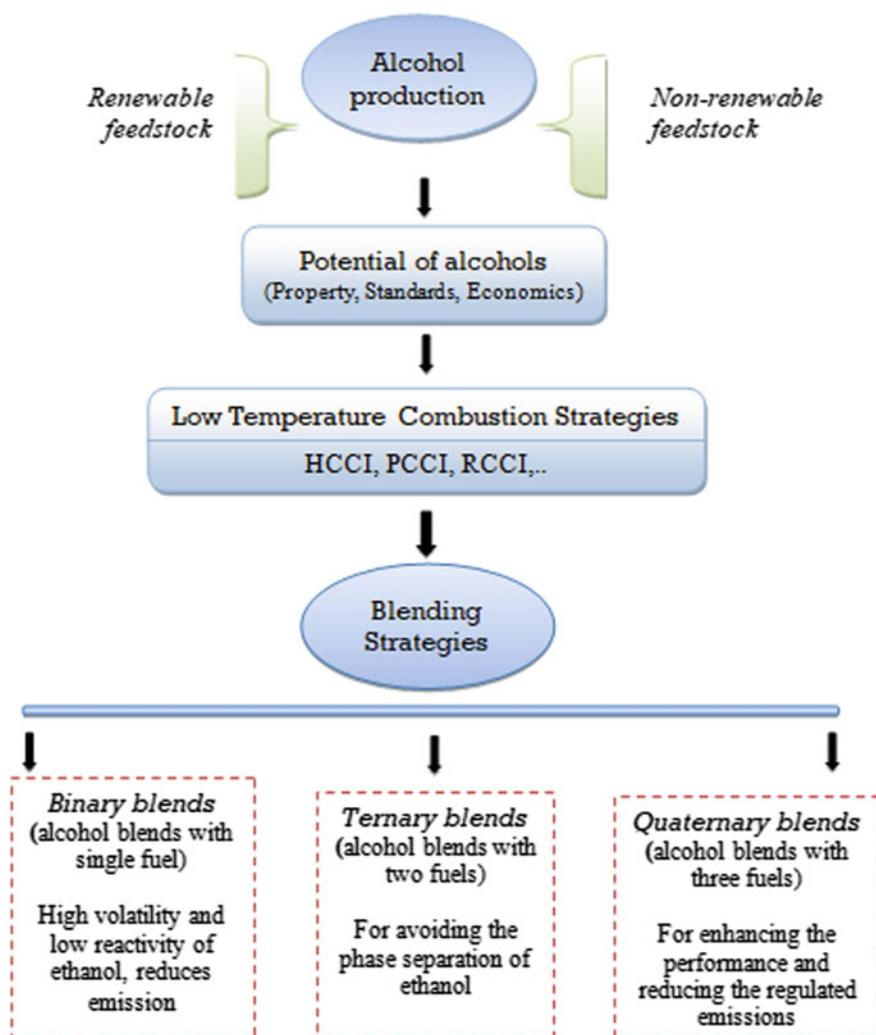 Alcohol
production
Renewable
feedstock
Non-renewable
feedstock
Potential of alcohols
(Property, Standards, Economics)
Low Temperature Combustion Strategies
HCCI, PCCI, RCCI,..
Blending
Strategies
Binary blends
(alcohol blends with
single fuel)
High volatility and
low reactivity of
ethanol, reduces
emission
Ternary blends
(alcohol blends with
two fuels)
For avoiding the
phase separation of
ethanol
Quaternary blends
(alcohol blends with
three fuels)
For enhancing the
performance and
reducing the regulated
emissions